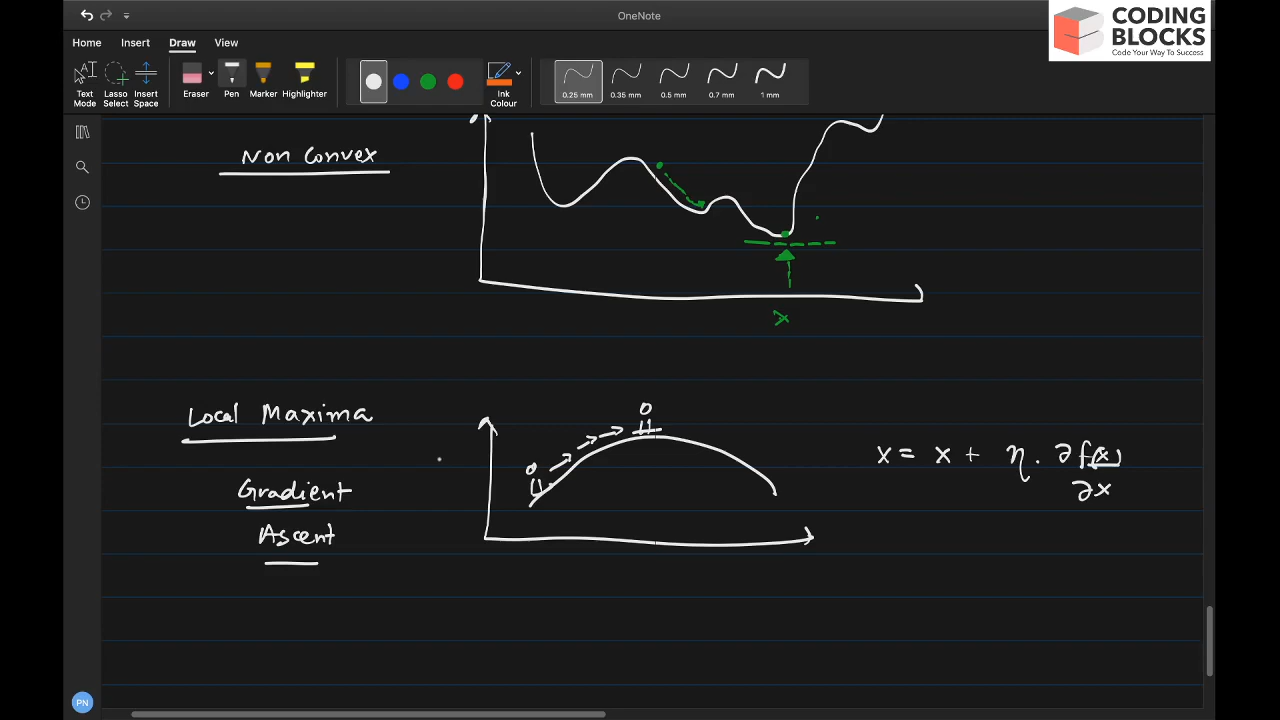 OneNote
CODING
BLOCKS
Code Your Way To Success
Home Insert Draw View
Text Mode
Lasso Select
Insert Space
Eraser
Pen
Marker
Highlighter
Ink Colour
0.25 mm
0.35 mm
0.5 mm
0.7 mm
1 mm
Non Convex
x
Local Maxima
Gradient
Ascent
x = x + η. ∂f(x)
∂x
PN